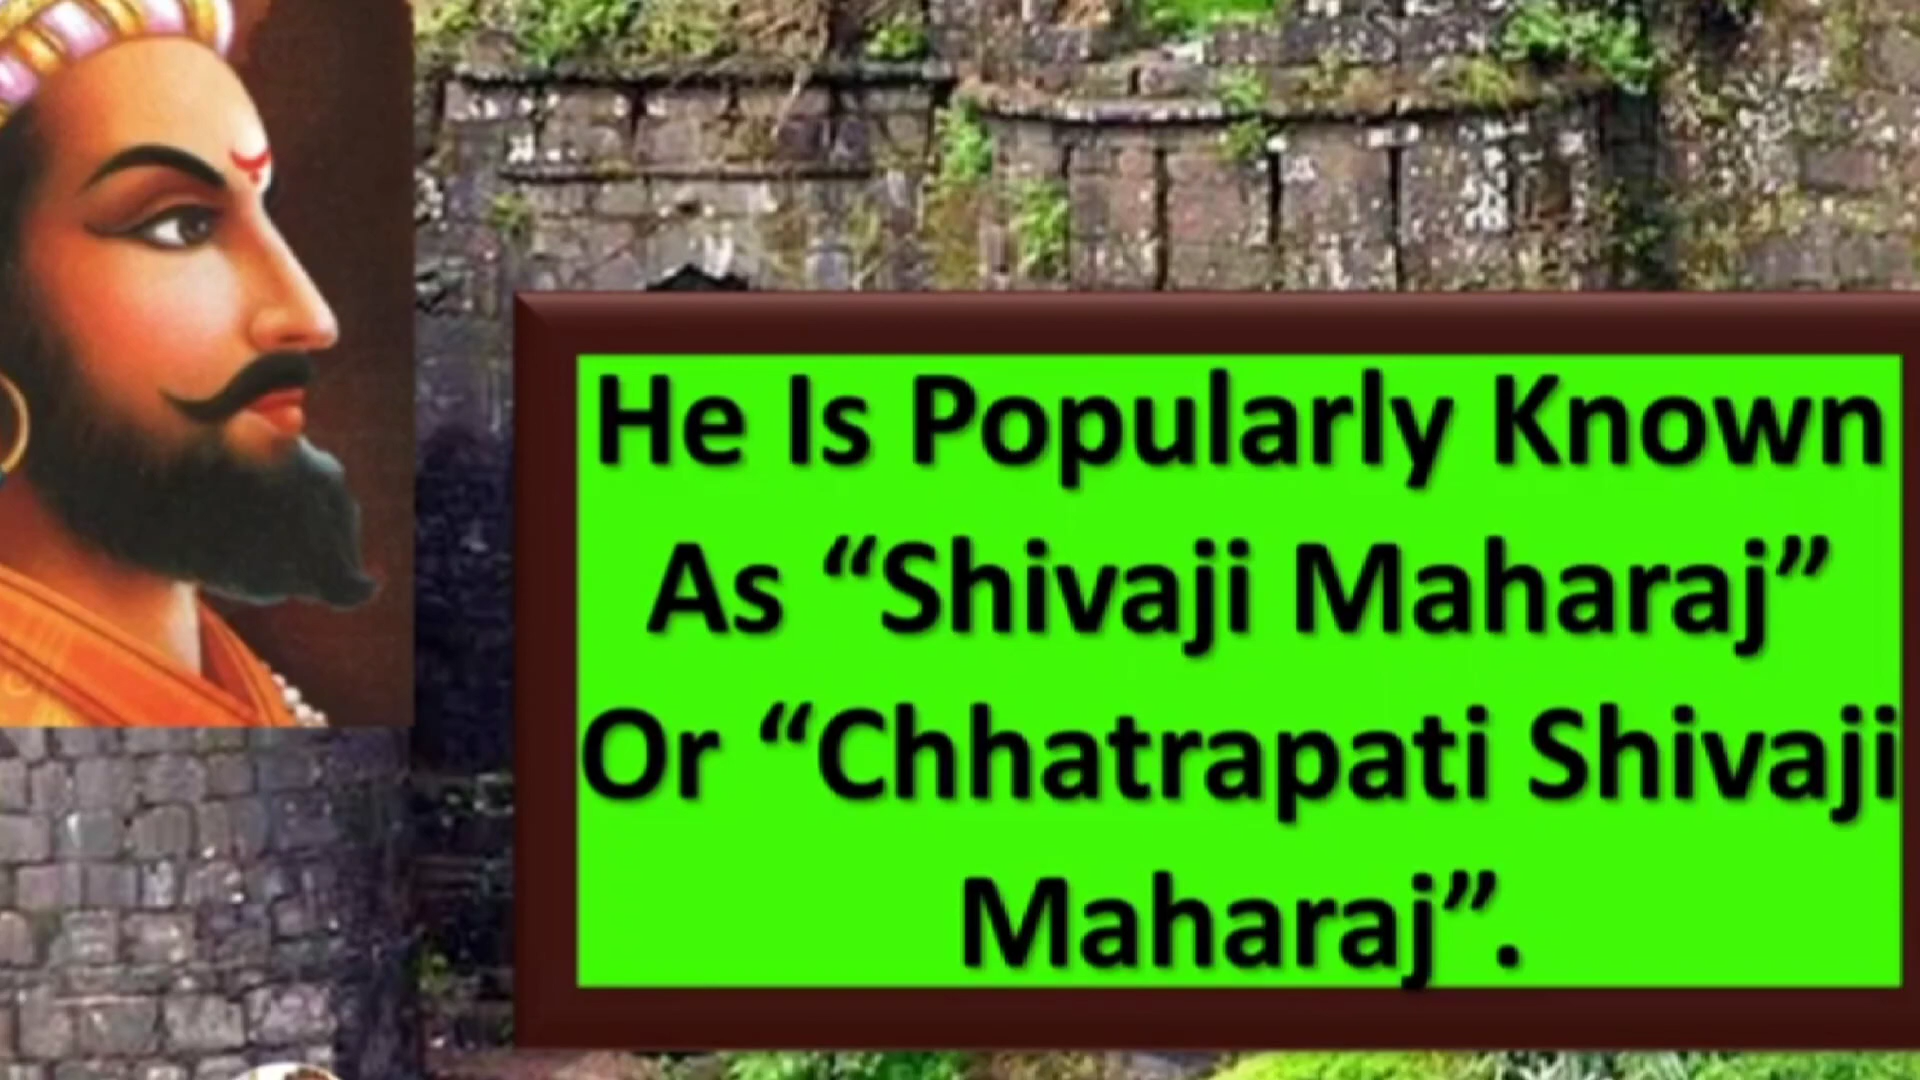 He Is Popularly Known
As “Shivaji Maharaj”
Or “Chhatrapati Shivaji
Maharaj”.